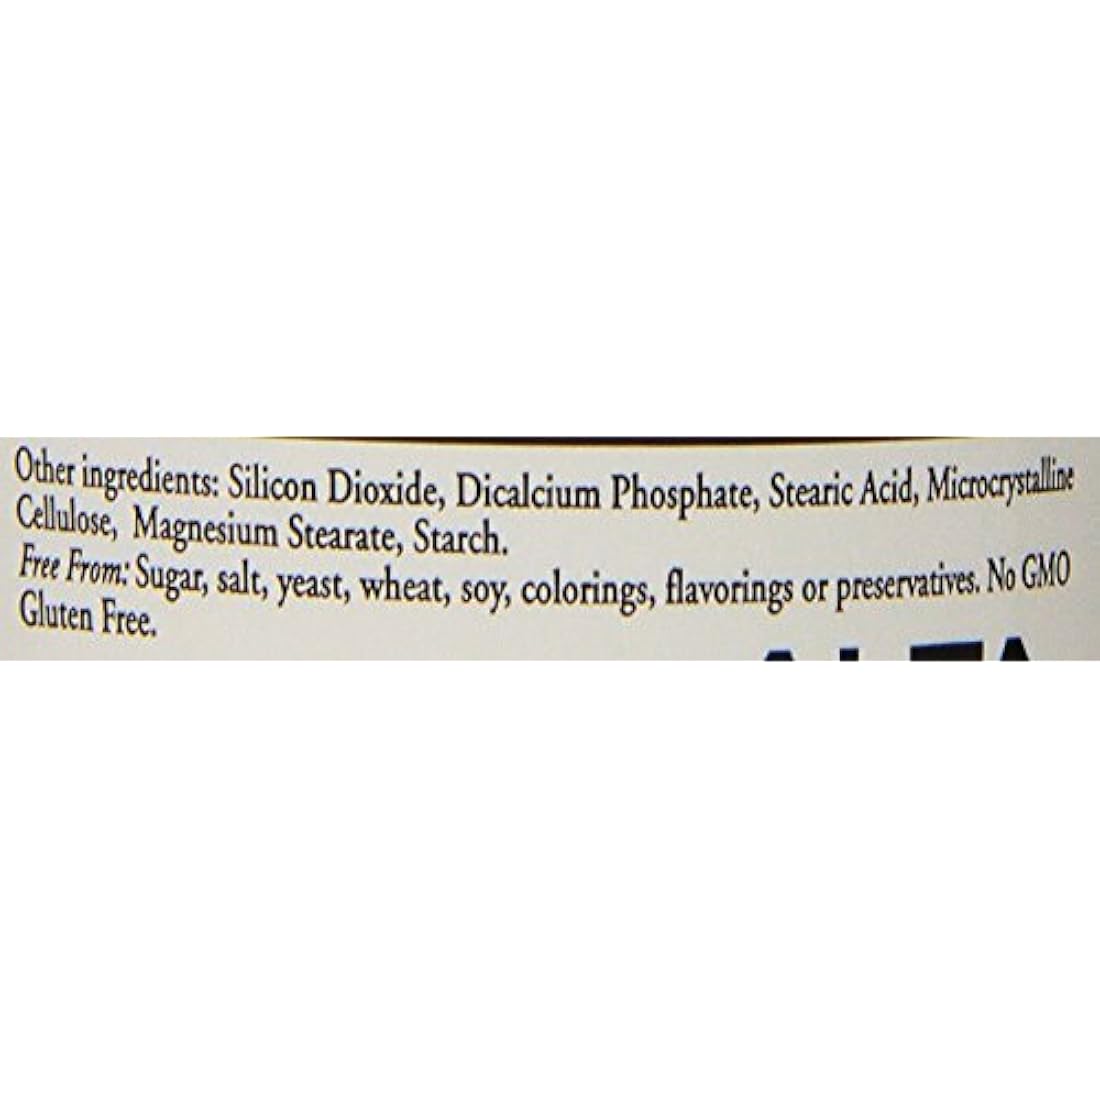 Other ingredients: Silicon Dioxide, Dicalcium Phosphate, Stearic Acid, Microcrystalline
Cellulose, Magnesium Stearate, Starch.
Free From: Sugar, salt, yeast, wheat, soy, colorings, flavorings or preservatives. No GMO
Gluten Free.